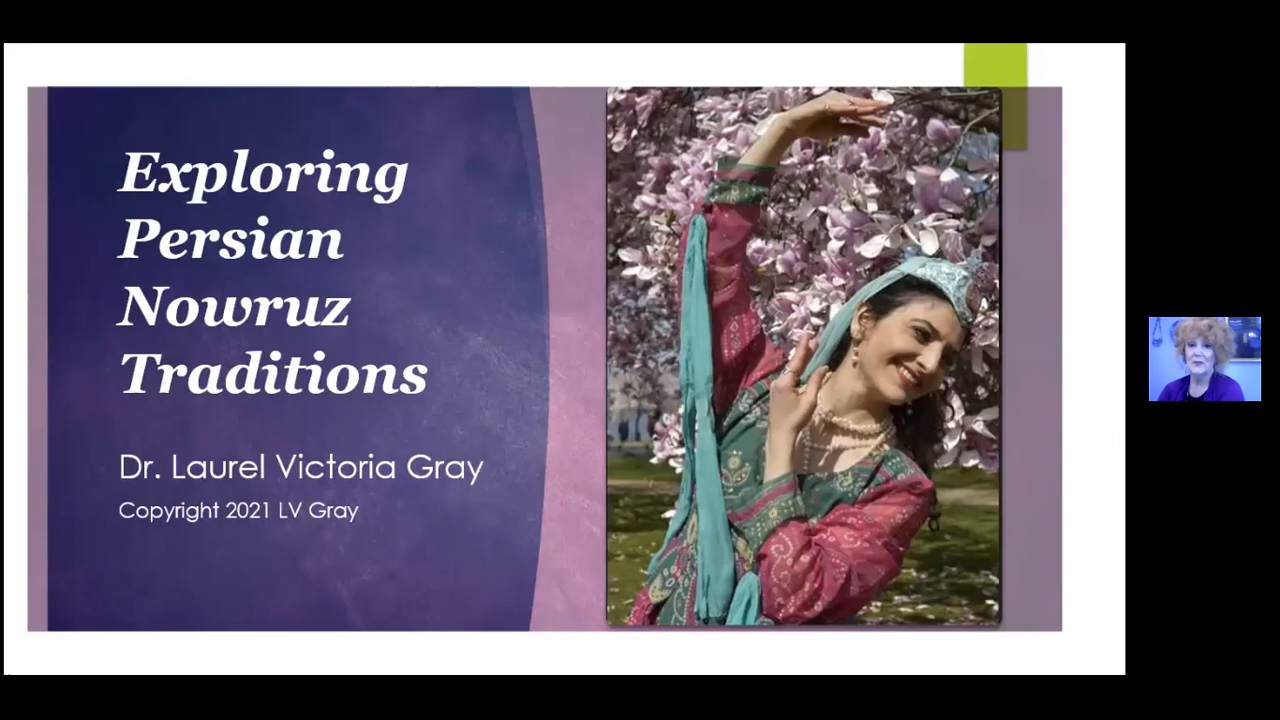 Exploring
Persian
Nowruz
Traditions
Dr. Laurel Victoria Gray
Copyright 2021 LV Gray